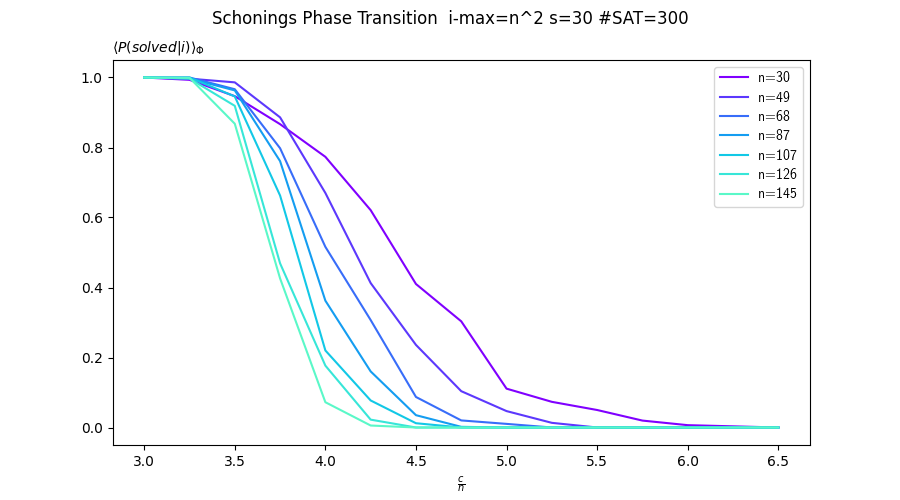 Schonings Phase Transition  i-max=n^2 s=30 #SAT=300
⟨P(solved|i)⟩Φ
1.0
0.8
0.6
0.4
0.2
0.0
n=30
n=49
n=68
n=87
n=107
n=126
n=145
3.0 3.5 4.0 4.5 5.0 5.5 6.0 6.5
c/n